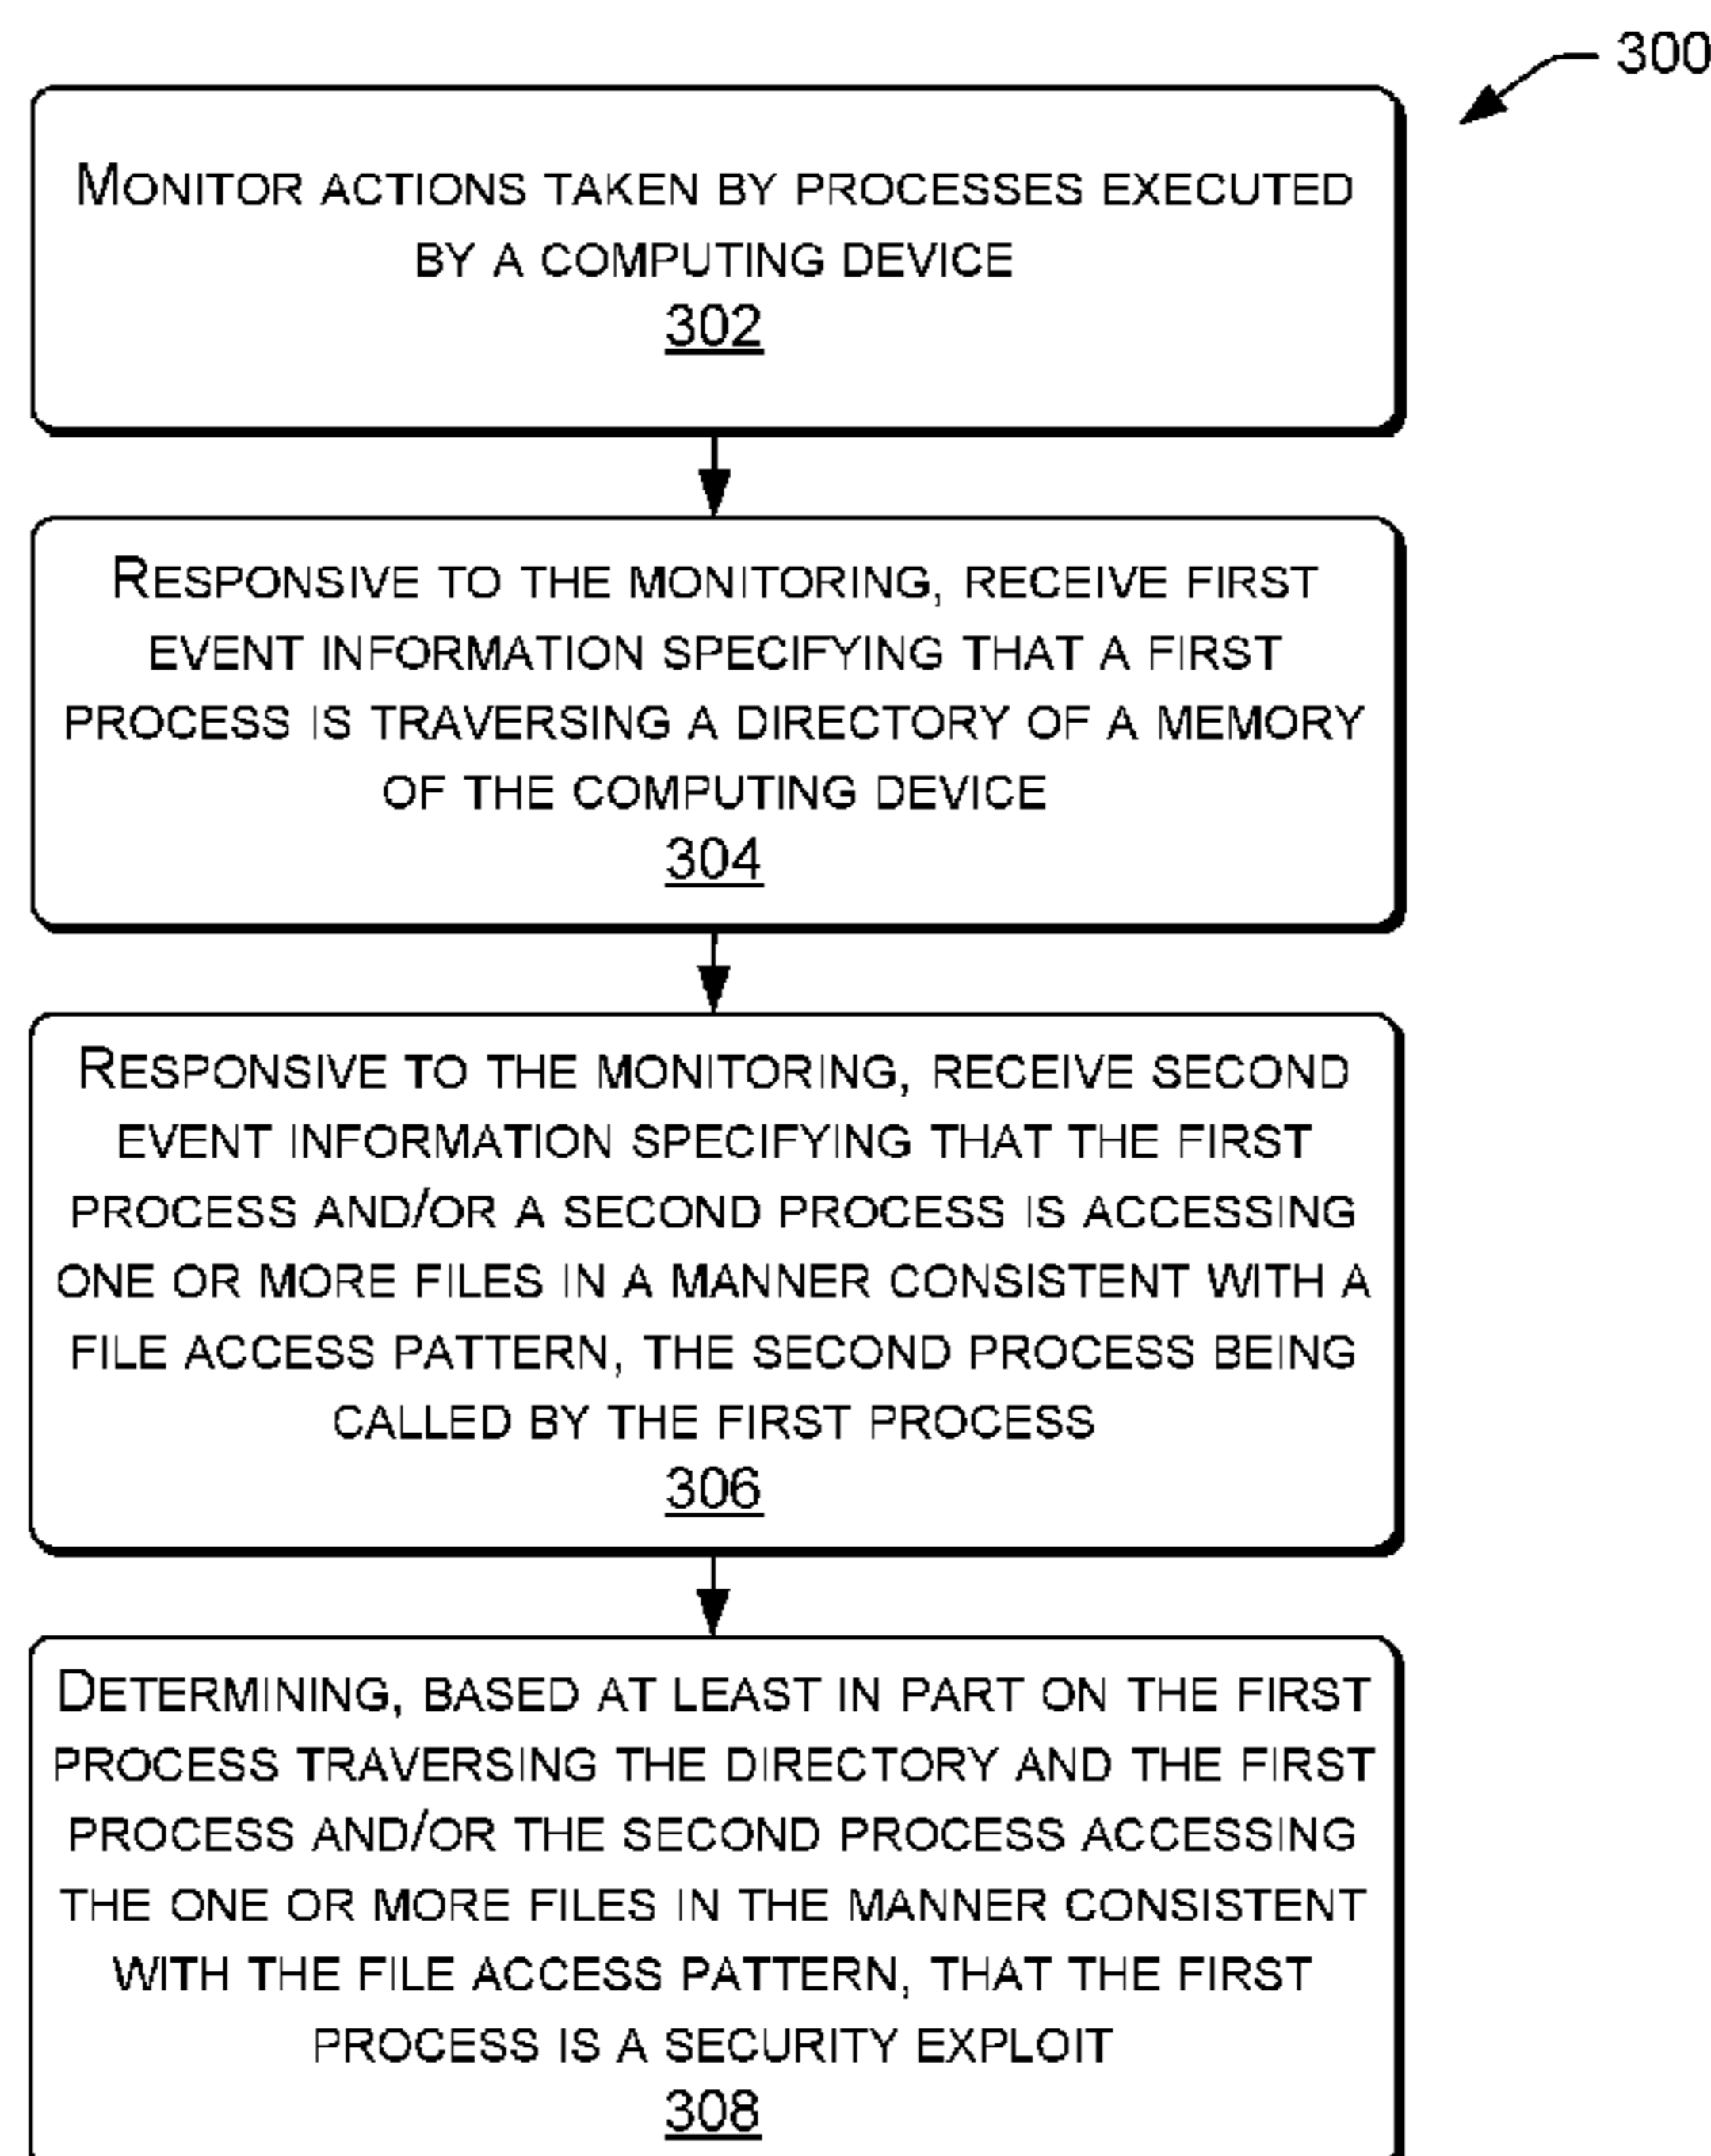 300
MONITOR ACTIONS TAKEN BY PROCESSES EXECUTED
BY A COMPUTING DEVICE
302
RESPONSIVE TO THE MONITORING, RECEIVE FIRST
EVENT INFORMATION SPECIFYING THAT A FIRST
PROCESS IS TRAVERSING A DIRECTORY OF A MEMORY
OF THE COMPUTING DEVICE
304
RESPONSIVE TO THE MONITORING, RECEIVE SECOND
EVENT INFORMATION SPECIFYING THAT THE FIRST
PROCESS AND/OR A SECOND PROCESS IS ACCESSING
ONE OR MORE FILES IN A MANNER CONSISTENT WITH A
FILE ACCESS PATTERN, THE SECOND PROCESS BEING
CALLED BY THE FIRST PROCESS
306
DETERMINING, BASED AT LEAST IN PART ON THE FIRST
PROCESS TRAVERSING THE DIRECTORY AND THE FIRST
PROCESS AND/OR THE SECOND PROCESS ACCESSING
THE ONE OR MORE FILES IN THE MANNER CONSISTENT
WITH THE FILE ACCESS PATTERN, THAT THE FIRST
PROCESS IS A SECURITY EXPLOIT
308